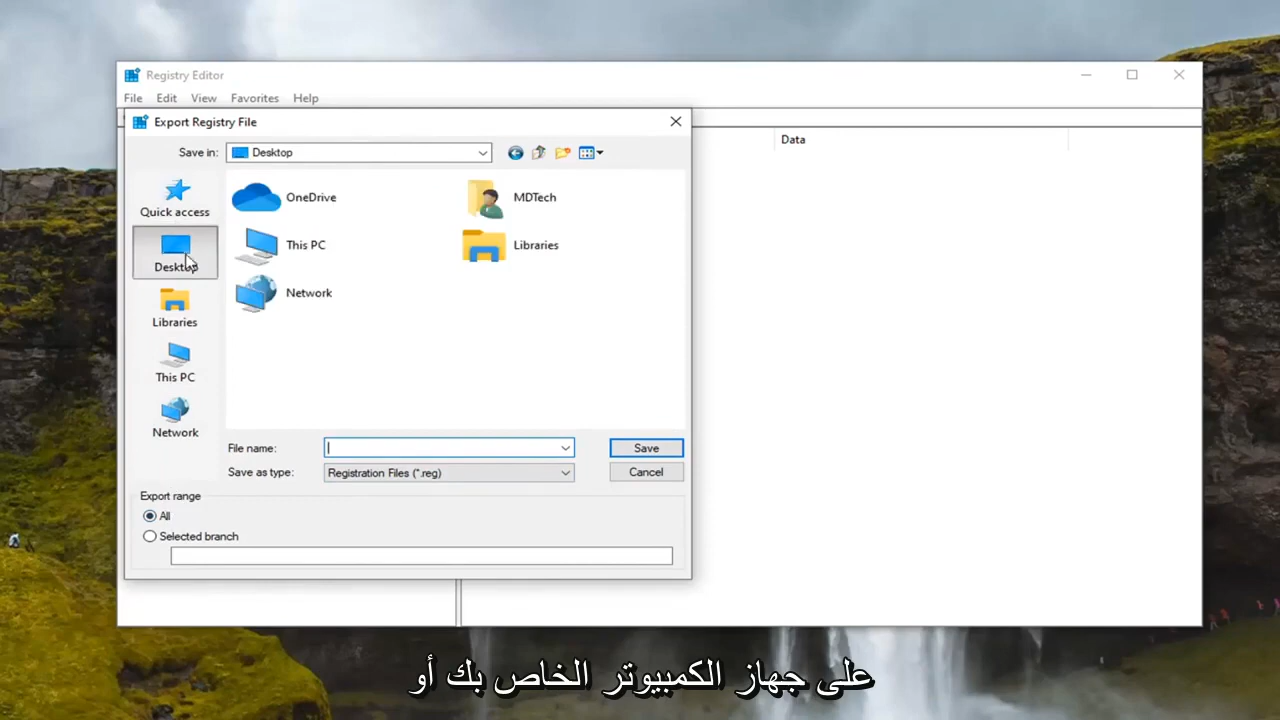 Registry Editor
File Edit View Favorites Help
Export Registry File
Save in: Desktop
Data
Quick access
Desktop
Libraries
This PC
Network
OneDrive
MDTech
This PC
Libraries
Network
File name:
Save
Save as type: Registration Files (*.reg)
Cancel
Export range
All
Selected branch
على جهاز الكمبيوتر الخاص بك أو